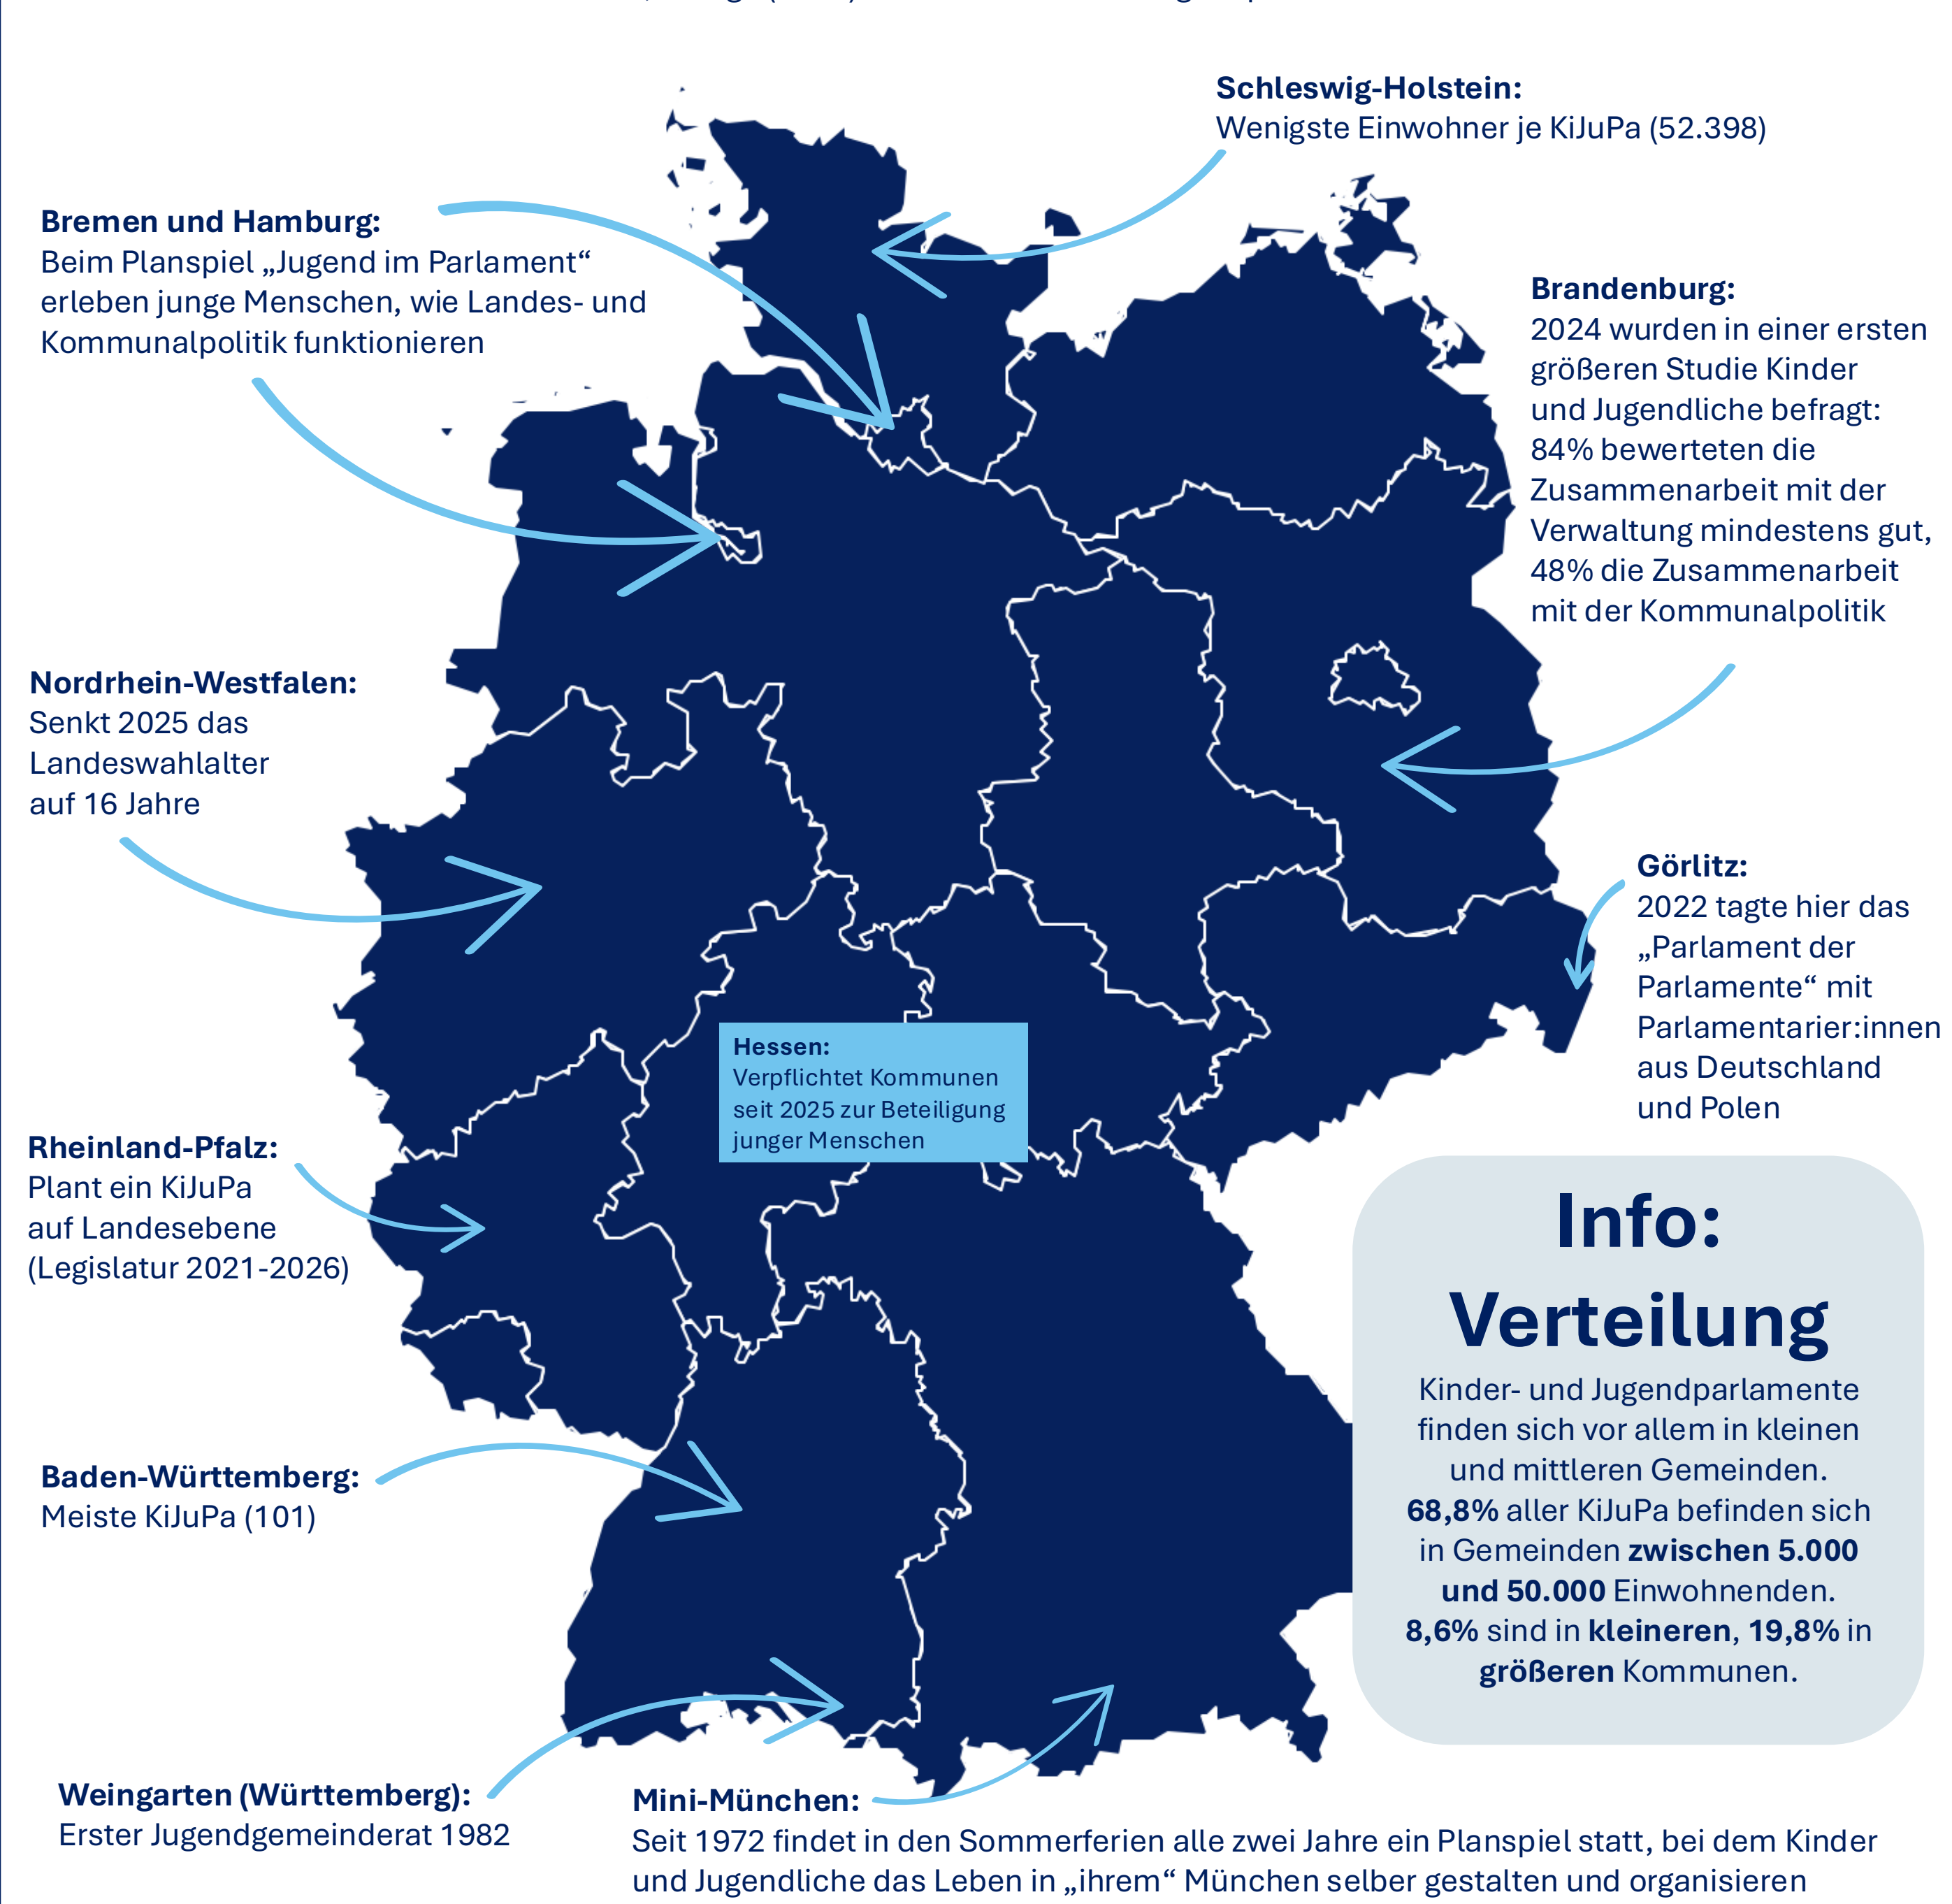 Schleswig-Holstein:
Wenigste Einwohner je KiJuPa (52.398)
Bremen und Hamburg:
Beim Planspiel „Jugend im Parlament“
erleben junge Menschen, wie Landes- und
Kommunalpolitik funktionieren
Brandenburg:
2024 wurden in einer ersten
größeren Studie Kinder
und Jugendliche befragt:
84% bewerteten die
Zusammenarbeit mit der
Verwaltung mindestens gut,
48% die Zusammenarbeit
mit der Kommunalpolitik
Nordrhein-Westfalen:
Senkt 2025 das
Landeswahlalter
auf 16 Jahre
Görlitz:
2022 tagte hier das
„Parlament der
Parlamente“ mit
Parlamentarier:innen
aus Deutschland
und Polen
Hessen:
Verpflichtet Kommunen
seit 2025 zur Beteiligung
junger Menschen
Rheinland-Pfalz:
Plant ein KiJuPa
auf Landesebene
(Legislatur 2021-2026)
Info:
Verteilung
Kinder- und Jugendparlamente
finden sich vor allem in kleinen
und mittleren Gemeinden.
68,8% aller KiJuPa befinden sich
in Gemeinden zwischen 5.000
und 50.000 Einwohnenden.
8,6% sind in kleineren, 19,8% in
größeren Kommunen.
Baden-Württemberg:
Meiste KiJuPa (101)
Weingarten (Württemberg):
Erster Jugendgemeinderat 1982
Mini-München:
Seit 1972 findet in den Sommerferien alle zwei Jahre ein Planspiel statt, bei dem Kinder
und Jugendliche das Leben in „ihrem“ München selber gestalten und organisieren